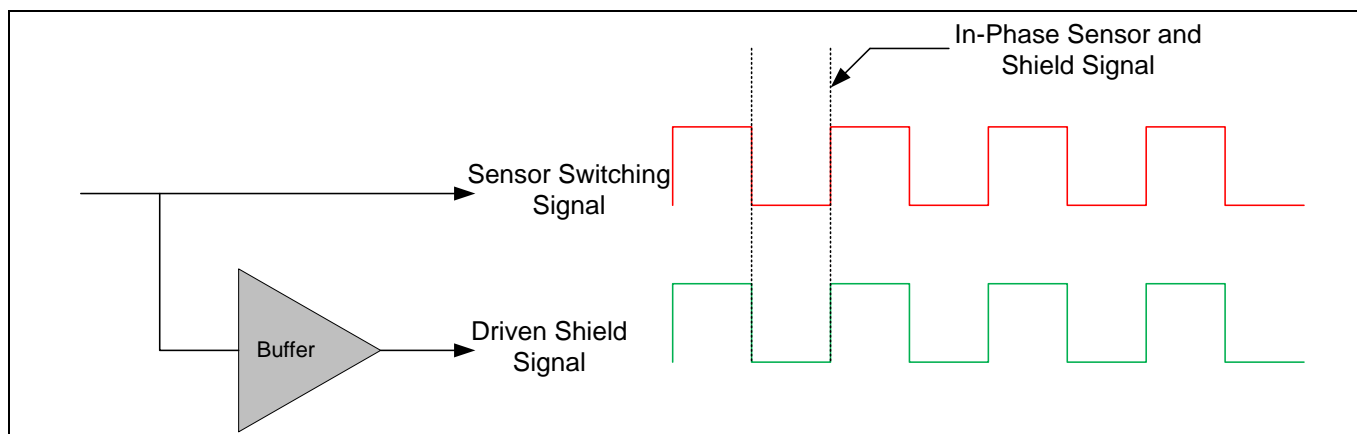 In-Phase Sensor and
Shield Signal
Sensor Switching
Signal
Buffer
Driven Shield
Signal